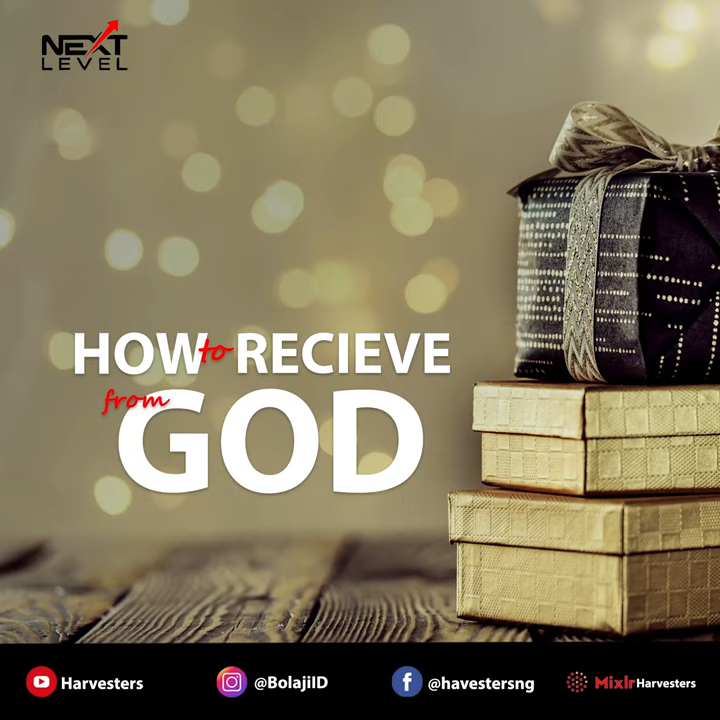 NEXT
LEVEL
HOW to RECIEVE
from
GOD
Harvesters
@BolajiID
@havestersng
Mixlr Harvesters